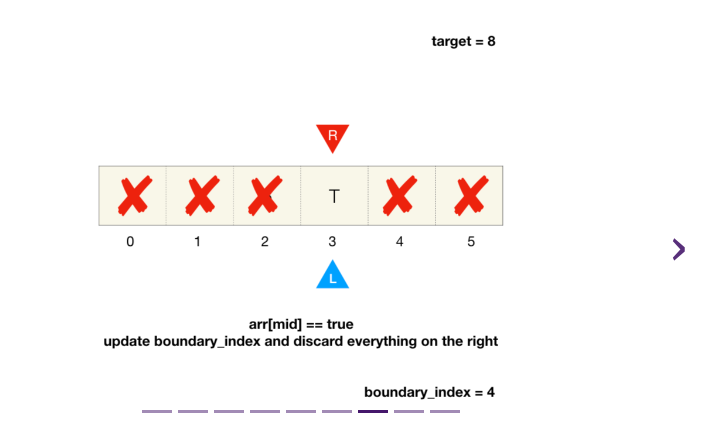 target = 8
R
T
0 1 2 3 4 5
L
arr[mid] == true
update boundary_index and discard everything on the right
boundary_index = 4